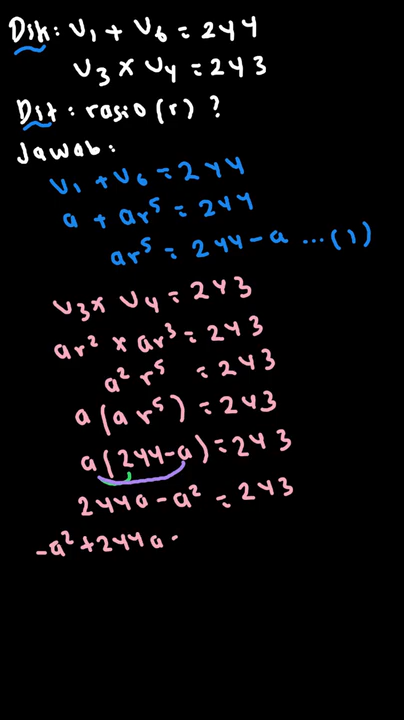 Dik: U₁ + U₆ = 244
U₃ × U₄ = 243
Dit: rasio (r) ?
Jawab:
U₁ + U₆ = 244
a + ar⁵ = 244
ar⁵ = 244 - a ... (1)
U₃ × U₄ = 243
ar² × ar³ = 243
a² r⁵ = 243
a (a r⁵) = 243
a (244 - a) = 243
244a - a² = 243
-a² + 244a -